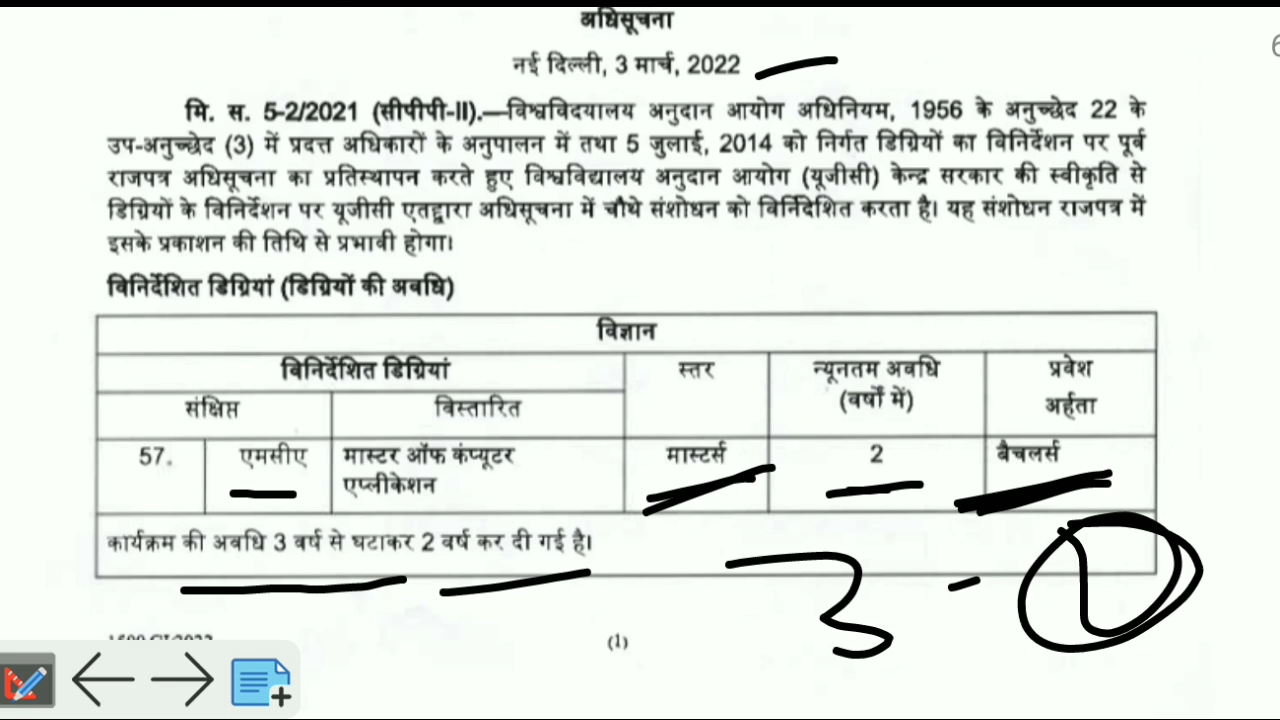 अधिसूचना
नई दिल्ली, 3 मार्च, 2022
मि. स. 5-2/2021 (सीपीपी-II).—विश्वविदयालय अनुदान आयोग अधिनियम, 1956 के अनुच्छेद 22 के
उप-अनुच्छेद (3) में प्रदत्त अधिकारों के अनुपालन में तथा 5 जुलाई, 2014 को निर्गत डिग्रियों का विनिर्देशन पर पूर्व
राजपत्र अधिसूचना का प्रतिस्थापन करते हुए विश्वविद्यालय अनुदान आयोग (यूजीसी) केन्द्र सरकार की स्वीकृति से
डिग्रियों के विनिर्देशन पर यूजीसी एतद्द्वारा अधिसूचना में चौथे संशोधन को विनिर्देशित करता है। यह संशोधन राजपत्र में
इसके प्रकाशन की तिथि से प्रभावी होगा।
विनिर्देशित डिग्रियां (डिग्रियों की अवधि)
विज्ञान
विनिर्देशित डिग्रियां स्तर न्यूनतम अवधि प्रवेश
(वर्षों में) अर्हता
संक्षिप्त विस्तारित
57. एमसीए मास्टर ऑफ कंप्यूटर मास्टर्स 2 बैचलर्स
एप्लीकेशन
कार्यक्रम की अवधि 3 वर्ष से घटाकर 2 वर्ष कर दी गई है।
3 -
(1)